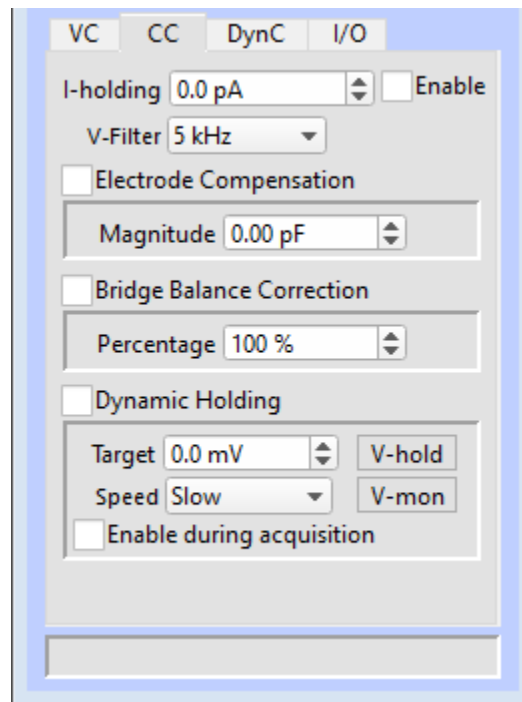 VC CC DynC I/O
I-holding 0.0 pA Enable
V-Filter 5 kHz
Electrode Compensation
Magnitude 0.00 pF
Bridge Balance Correction
Percentage 100 %
Dynamic Holding
Target 0.0 mV V-hold
Speed Slow V-mon
Enable during acquisition